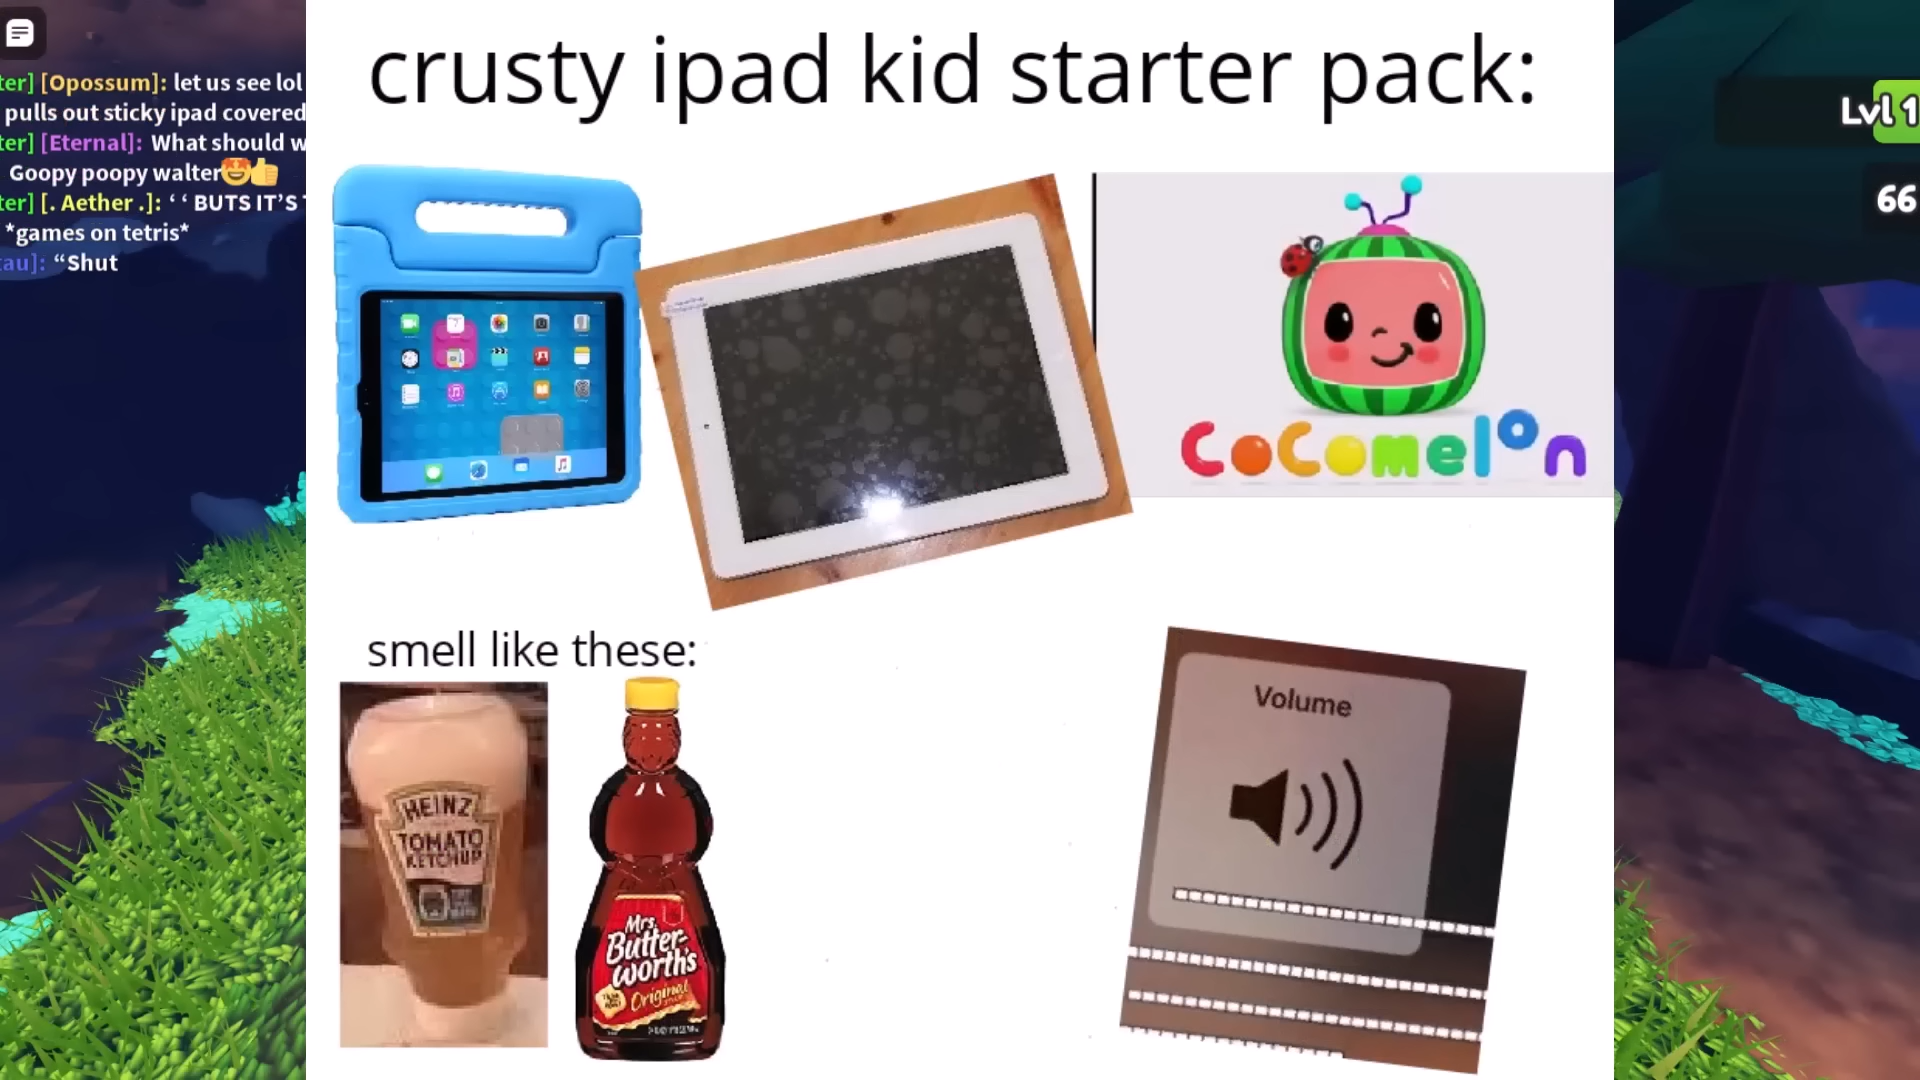 crusty ipad kid starter pack:
ter] [Opossum]: let us see lol
pulls out sticky ipad covered
ter] [Eternal]: What should w
Goopy poopy walter🤩👍
ter] [. Aether .]: ‘ ‘ BUTS IT’S
*games on tetris*
au]: “Shut
Lvl 1
66
CoComelon
smell like these:
HEINZ
TOMATO
KETCHUP
Mrs.
Butter-
worth's
Original
Volume